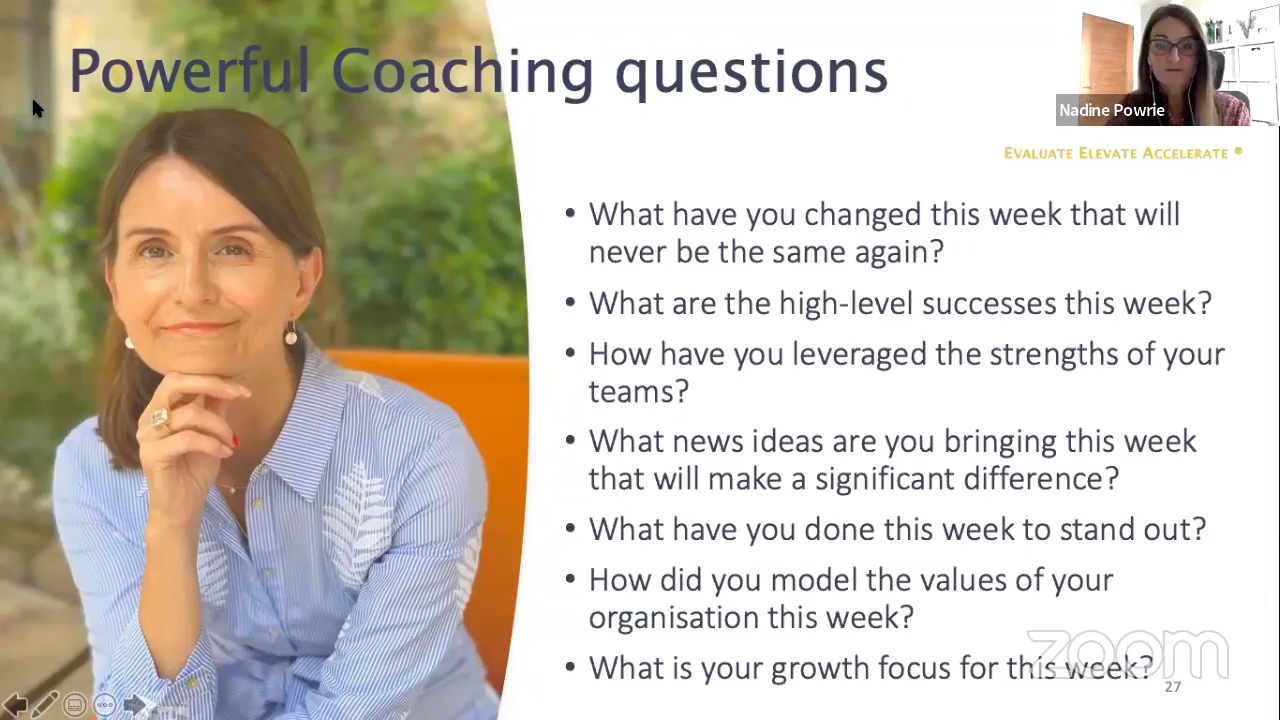 Powerful Coaching questions
Nadine Powrie
EVALUATE ELEVATE ACCELERATE ®
• What have you changed this week that will
never be the same again?
• What are the high-level successes this week?
• How have you leveraged the strengths of your
teams?
• What news ideas are you bringing this week
that will make a significant difference?
• What have you done this week to stand out?
• How did you model the values of your
organisation this week?
• What is your growth focus for this week?
zoom
27